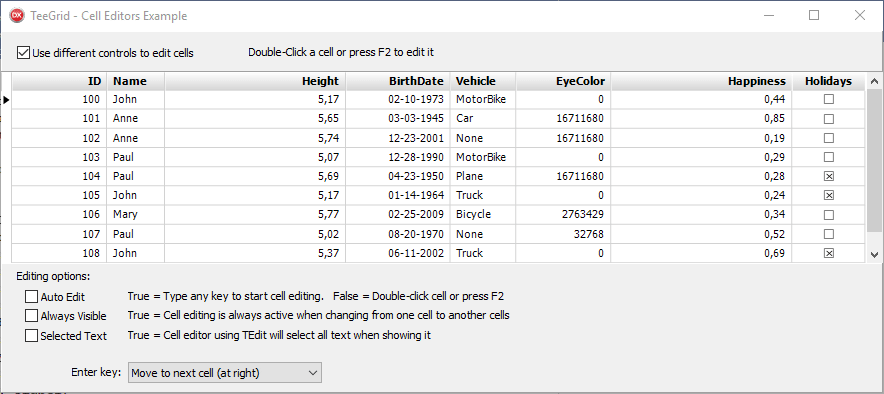 TeeGrid - Cell Editors Example
Use different controls to edit cells Double-Click a cell or press F2 to edit it
ID Name Height BirthDate Vehicle EyeColor Happiness Holidays
100 John 5,17 02-10-1973 MotorBike 0 0,44
101 Anne 5,65 03-03-1945 Car 16711680 0,85
102 Anne 5,74 12-23-2001 None 16711680 0,19
103 Paul 5,07 12-28-1990 MotorBike 0 0,29
104 Paul 5,69 04-23-1950 Plane 16711680 0,28
105 John 5,17 01-14-1964 Truck 0 0,24
106 Mary 5,77 02-25-2009 Bicycle 2763429 0,34
107 Paul 5,02 08-20-1970 None 32768 0,52
108 John 5,37 06-11-2002 Truck 0 0,69
Editing options:
Auto Edit True = Type any key to start cell editing. False = Double-click cell or press F2
Always Visible True = Cell editing is always active when changing from one cell to another cells
Selected Text True = Cell editor using TEdit will select all text when showing it
Enter key: Move to next cell (at right)